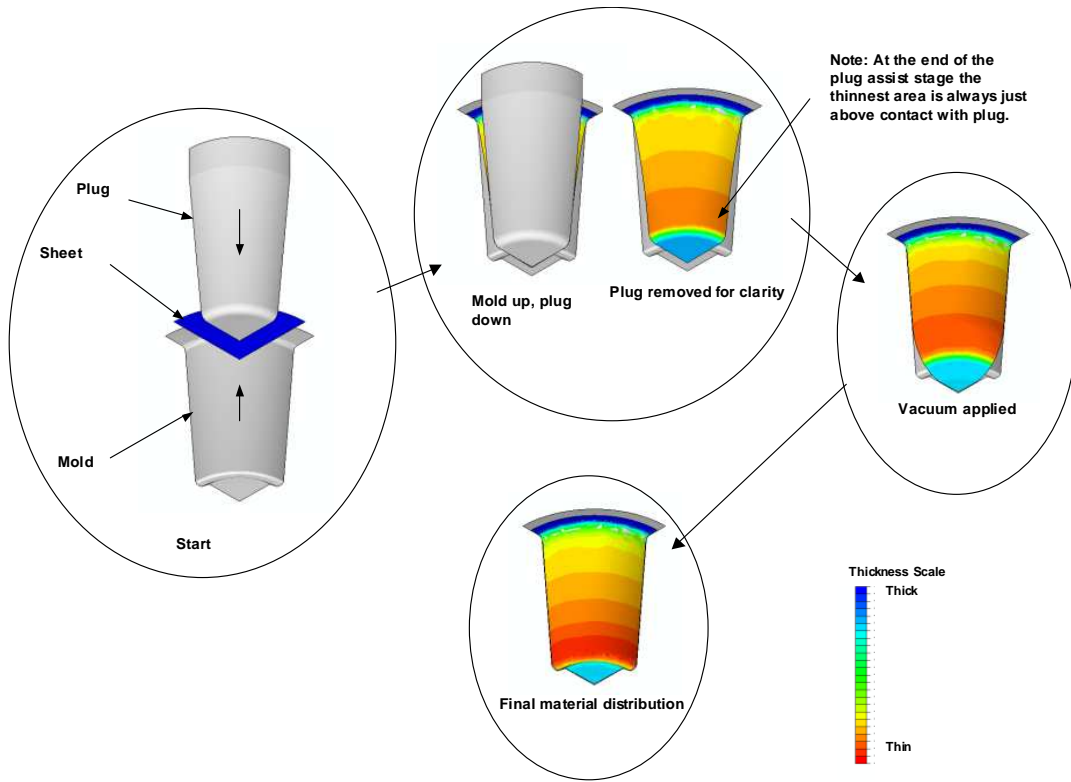 Plug
Sheet
Mold
Start
Mold up, plug
down
Plug removed for clarity
Note: At the end of the
plug assist stage the
thinnest area is always just
above contact with plug.
Vacuum applied
Final material distribution
Thickness Scale
Thick
Thin